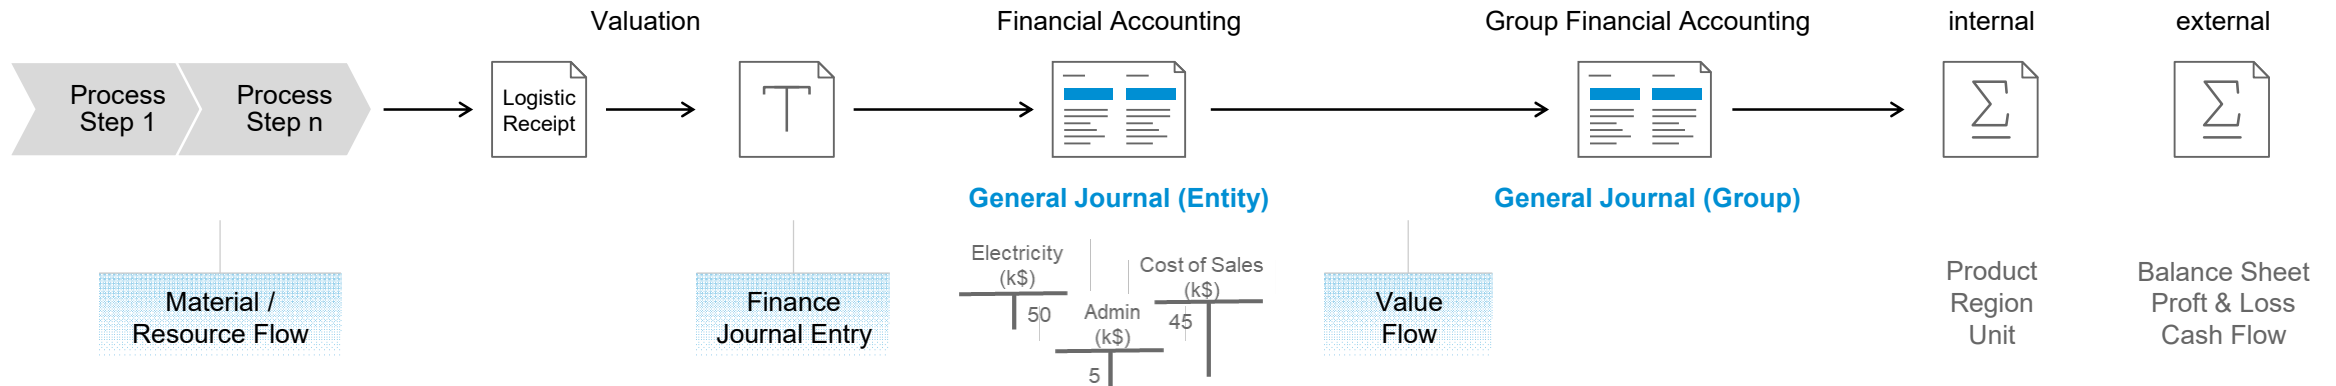 Valuation
Financial Accounting
Group Financial Accounting
internal
external
Process
Step 1
Process
Step n
Logistic
Receipt
T
Σ
Σ
General Journal (Entity)
General Journal (Group)
Material /
Resource Flow
Finance
Journal Entry
Electricity
(k$)
50
Admin
(k$)
5
Cost of Sales
(k$)
45
Value
Flow
Product
Region
Unit
Balance Sheet
Proft & Loss
Cash Flow